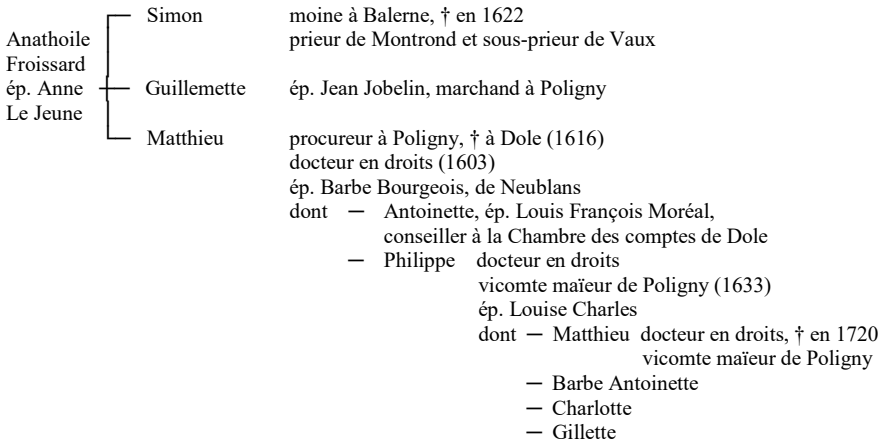 Anathoile
Froissard
ép. Anne
Le Jeune
Simon moine à Balerne, † en 1622
prieur de Montrond et sous-prieur de Vaux
Guillemette ép. Jean Jobelin, marchand à Poligny
Matthieu procureur à Poligny, † à Dole (1616)
docteur en droits (1603)
ép. Barbe Bourgeois, de Neublans
dont — Antoinette, ép. Louis François Moréal,
conseiller à la Chambre des comptes de Dole
— Philippe docteur en droits
vicomte maïeur de Poligny (1633)
ép. Louise Charles
dont — Matthieu docteur en droits, † en 1720
vicomte maïeur de Poligny
— Barbe Antoinette
— Charlotte
— Gillette